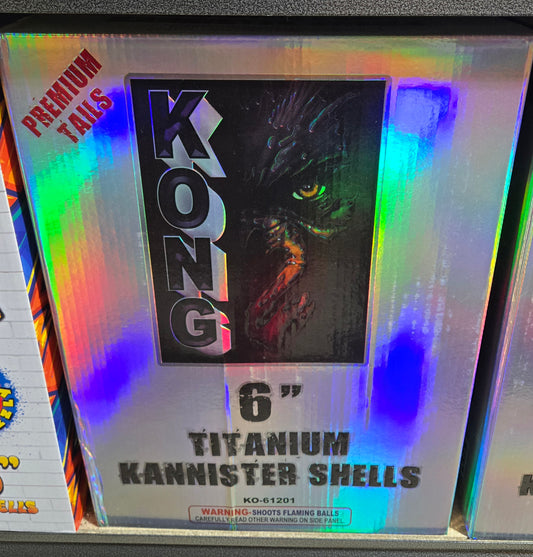 PREMIUM
TAILS
KONG
6"
TITANIUM
KANNISTER SHELLS
KO-61201
WARNING-SHOOTS FLAMING BALLS
CAREFULLY READ OTHER WARNING ON SIDE PANEL